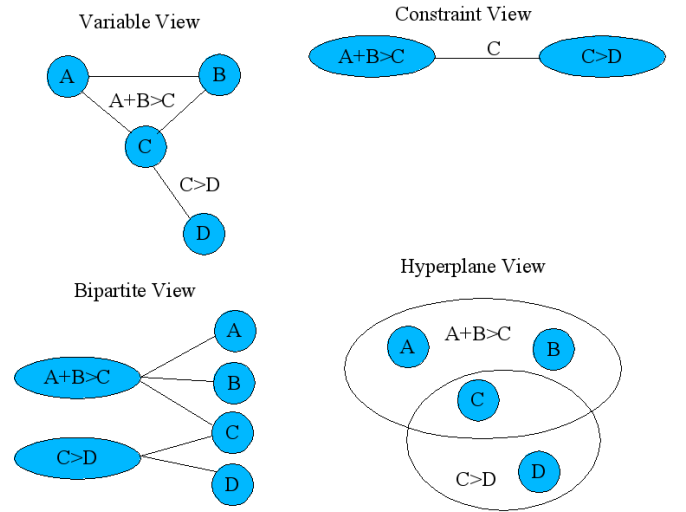 Variable View
A
B
A+B>C
C
C>D
D
Constraint View
A+B>C
C
C>D
Bipartite View
A
A+B>C
B
C
C>D
D
Hyperplane View
A+B>C
A
B
C
C>D
D